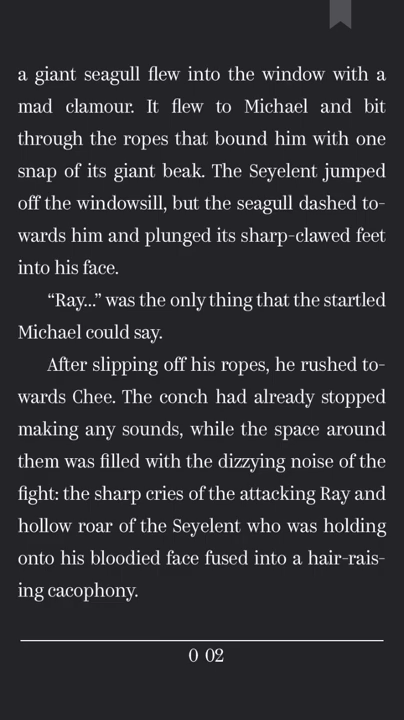 a giant seagull flew into the window with a
mad clamour. It flew to Michael and bit
through the ropes that bound him with one
snap of its giant beak. The Seyelent jumped
off the windowsill, but the seagull dashed to-
wards him and plunged its sharp-clawed feet
into his face.
“Ray...” was the only thing that the startled
Michael could say.
After slipping off his ropes, he rushed to-
wards Chee. The conch had already stopped
making any sounds, while the space around
them was filled with the dizzying noise of the
fight: the sharp cries of the attacking Ray and
hollow roar of the Seyelent who was holding
onto his bloodied face fused into a hair-rais-
ing cacophony.
0 02